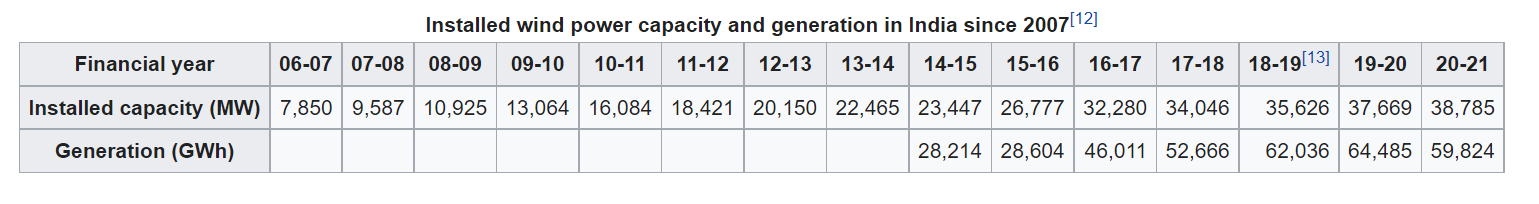 Installed wind power capacity and generation in India since 2007[12]
Financial year 06-07 07-08 08-09 09-10 10-11 11-12 12-13 13-14 14-15 15-16 16-17 17-18 18-19[13] 19-20 20-21
Installed capacity (MW) 7,850 9,587 10,925 13,064 16,084 18,421 20,150 22,465 23,447 26,777 32,280 34,046 35,626 37,669 38,785
Generation (GWh) 28,214 28,604 46,011 52,666 62,036 64,485 59,824